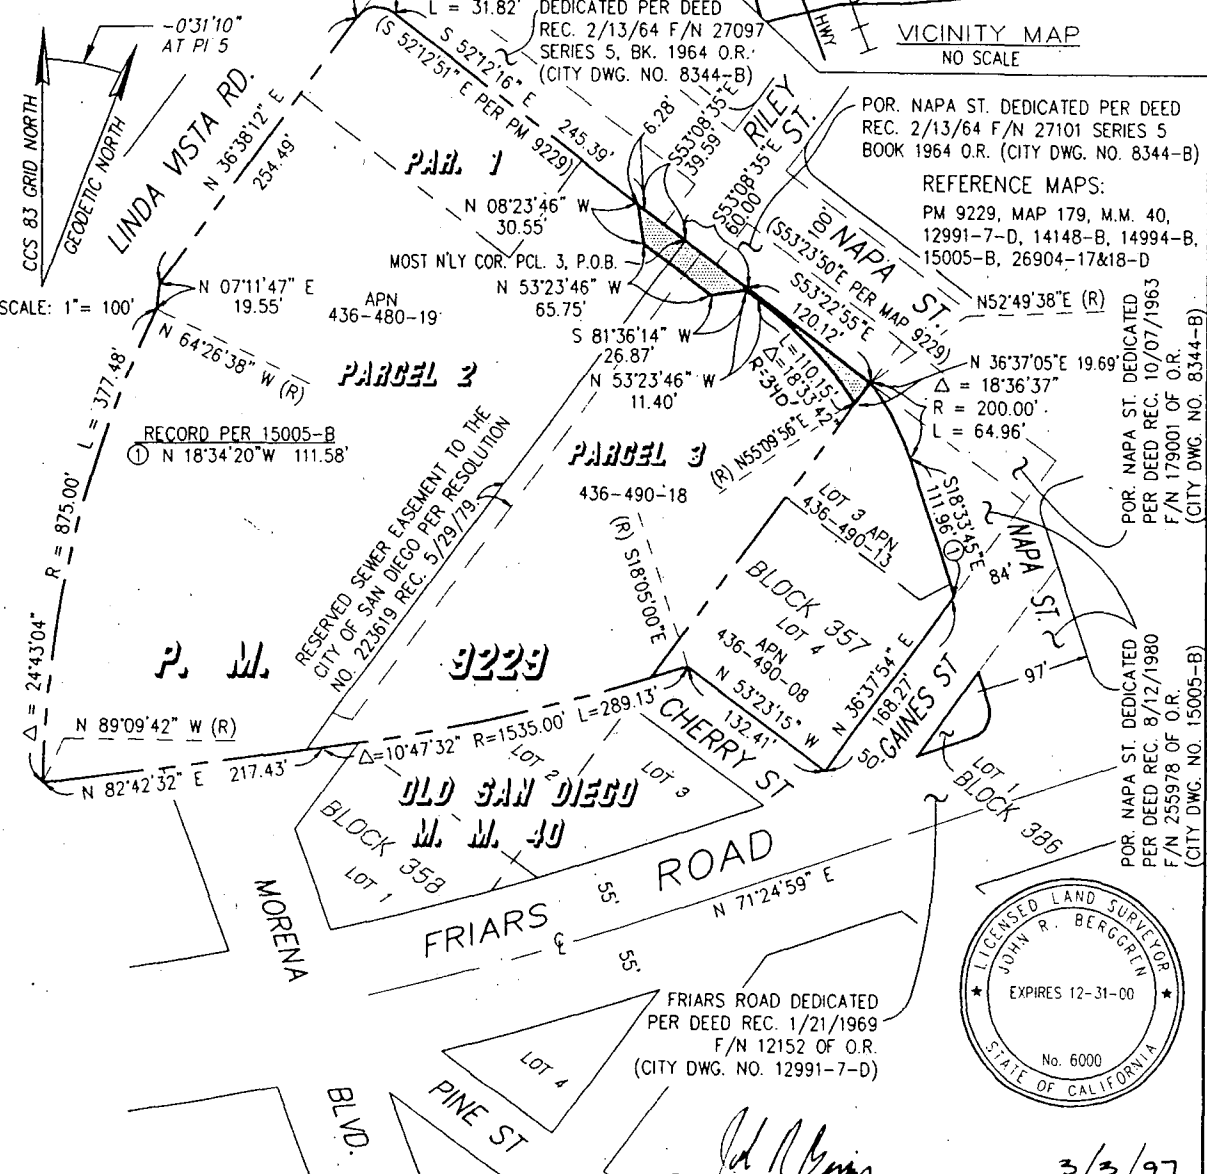 -0°31'10"
AT PI 5
CCS 83 GRID NORTH
GEODETIC NORTH
SCALE: 1"= 100'
LINDA VISTA RD.
N 36°38'12" E
254.49'
L = 31.82'
(S 52°12'51" E PER PM 9229)
S 52°12'16" E
245.39'
DEDICATED PER DEED
REC. 2/13/64 F/N 27097
SERIES 5, BK. 1964 O.R.
(CITY DWG. NO. 8344-B)
6.28'
S53°08'35"E
39.59'
RILEY
ST.
S53°08'35"E
60.00'
HWY
VICINITY MAP
NO SCALE
POR. NAPA ST. DEDICATED PER DEED
REC. 2/13/64 F/N 27101 SERIES 5
BOOK 1964 O.R. (CITY DWG. NO. 8344-B)
REFERENCE MAPS:
PM 9229, MAP 179, M.M. 40,
12991-7-D, 14148-B, 14994-B,
15005-B, 26904-17&18-D
100'
NAPA ST.
(S53°23'50"E PER MAP 9229)
S53°22'55"E
120.12'
N52°49'38"E (R)
PAR. 1
N 08°23'46" W
30.55'
MOST N'LY COR. PCL. 3, P.O.B.
N 53°23'46" W
65.75'
S 81°36'14" W
26.87'
N 53°23'46" W
11.40'
N 07°11'47" E
19.55'
APN
436-480-19
N 64°26'38" W (R)
PARCEL 2
RECORD PER 15005-B
① N 18°34'20"W 111.58'
L = 377.48'
R = 875.00'
Δ = 24°43'04"
L=110.15'
Δ=18°33'42"
R=340'
(R) N55°09'56"E
N 36°37'05"E 19.69'
Δ = 18°36'37"
R = 200.00'
L = 64.96'
POR. NAPA ST. DEDICATED
PER DEED REC. 10/07/1963
F/N 179001 OF O.R.
(CITY DWG. NO. 8344-B)
PARCEL 3
436-490-18
(R) S18°05'00"E
RESERVED SEWER EASEMENT TO THE
CITY OF SAN DIEGO PER RESOLUTION
NO. 223619 REC. 5/29/79.
LOT 3 APN
436-490-13
S18°33'45"E
111.96' ①
84'
NAPA ST.
BLOCK 357
LOT 4
APN
436-490-08
N 53°23'15" W
132.41'
N 36°37'54" E
168.27'
50'
GAINES ST
97'
POR. NAPA ST. DEDICATED
PER DEED REC. 8/12/1980
F/N 255978 OF O.R.
(CITY DWG. NO. 15005-B)
P. M. 9229
N 89°09'42" W (R)
N 82°42'32" E 217.43'
Δ=10°47'32" R=1535.00' L=289.13'
CHERRY ST
LOT 2
LOT 3
OLD SAN DIEGO
M. M. 40
BLOCK 358
LOT 1
LOT 1
BLOCK 386
FRIARS ROAD
℄
55'
55'
N 71°24'59" E
MORENA
BLVD.
PINE ST
LOT 4
FRIARS ROAD DEDICATED
PER DEED REC. 1/21/1969
F/N 12152 OF O.R.
(CITY DWG. NO. 12991-7-D)
LICENSED LAND SURVEYOR
JOHN R. BERGGREN
EXPIRES 12-31-00
No. 6000
STATE OF CALIFORNIA
3/3/97